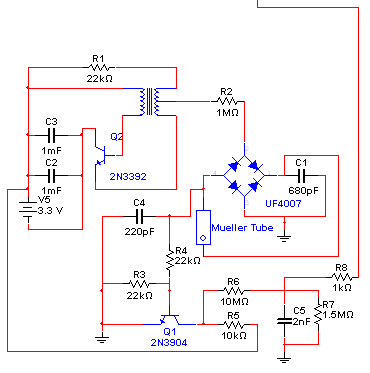 R1
22kΩ
R2
1MΩ
C3
1mF
Q2
C2
1mF
2N3392
C1
680pF
V5
3.3 V
UF4007
C4
220pF
Mueller Tube
R4
22kΩ
R3
22kΩ
R6
10MΩ
R8
1kΩ
C5
2nF
R7
1.5MΩ
Q1
2N3904
R5
10kΩ